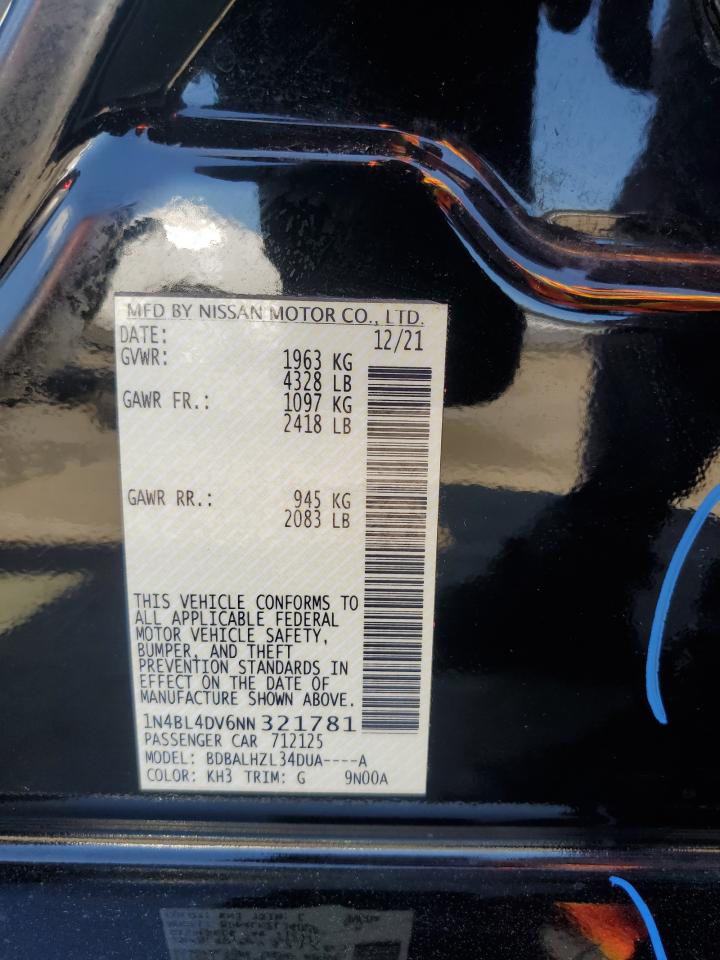 MFD BY NISSAN MOTOR CO., LTD.
DATE: 12/21
GVWR: 1963 KG
4328 LB
GAWR FR.: 1097 KG
2418 LB
GAWR RR.: 945 KG
2083 LB
THIS VEHICLE CONFORMS TO
ALL APPLICABLE FEDERAL
MOTOR VEHICLE SAFETY,
BUMPER, AND THEFT
PREVENTION STANDARDS IN
EFFECT ON THE DATE OF
MANUFACTURE SHOWN ABOVE.
1N4BL4DV6NN 321781
PASSENGER CAR 712125
MODEL: BDBALHZL34DUA----A
COLOR: KH3 TRIM: G 9N00A